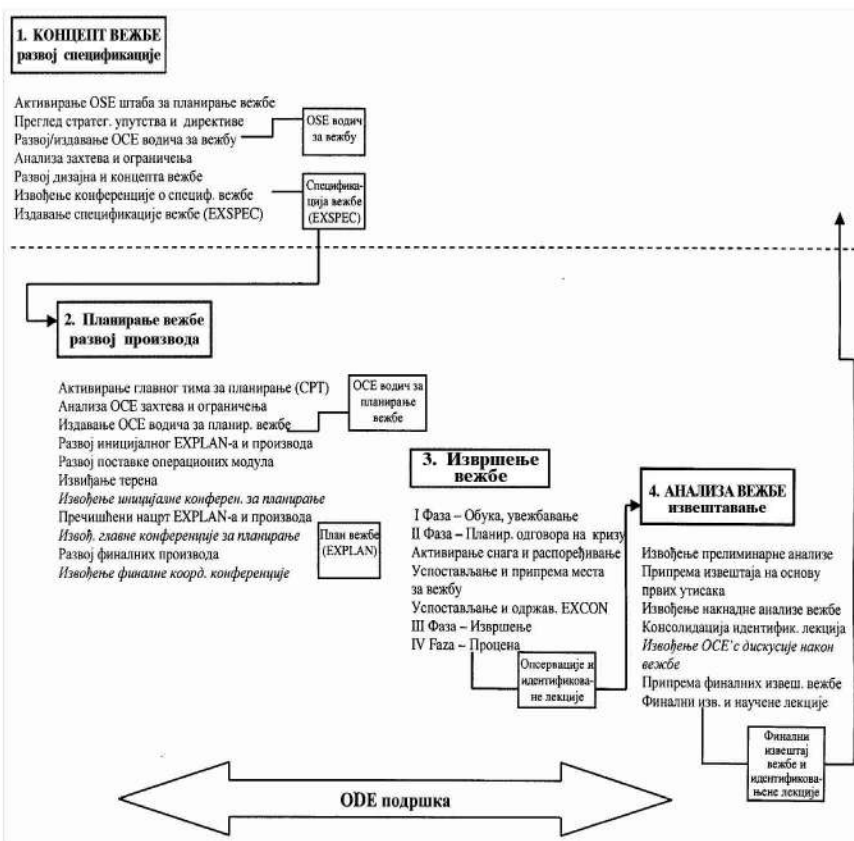 1. КОНЦЕПТ ВЕЖБЕ
развој спецификације
Активирање OSE штаба за планирање вежбе
Преглед стратег. упутства и директиве
Развој/издавање ОСЕ водича за вежбу
Анализа захтева и ограничења
Развој дизајна и концепта вежбе
Извођење конференције о специф. вежбе
Издавање спецификације вежбе (EXSPEC)
OSE водич
за вежбу
Спецификa-
ција вежбе
(EXSPEC)
2. Планирање вежбе
развој производа
Активирање главног тима за планирање (CPT)
Анализа ОСЕ захтева и ограничења
Издавање ОСЕ водича за планир. вежбе
Развој иницијалног EXPLAN-а и производа
Развој поставке операционих модула
Извиђање терена
Извођење иницијалне конферен. за планирање
Пречишћени нацрт EXPLAN-а и производа
Извођ. главне конференције за планирање
Развој финалних производа
Извођење финалне коорд. конференције
ОСЕ водич за
планирање
вежбе
План вежбе
(EXPLAN)
3. Извршење
вежбе
I Фаза – Обука, увежбавање
II Фаза – Планир. одговора на кризу
Активирање снага и распоређивање
Успостављање и припрема места
за вежбу
Успостављање и одржав. EXCON
III Фаза – Извршење
IV Faza – Процена
Опсервације и
идентификова-
не лекције
4. АНАЛИЗА ВЕЖБЕ
извештавање
Извођење прелиминарне анализе
Припрема извештаја на основу
првих утисака
Извођење накнадне анализе вежбе
Консолидација идентифик. лекција
Извођење ОСЕ'с дискусије након
вежбе
Припрема финалних извеш. вежбе
Финални изв. и научене лекције
Финални
извештај
вежбе и
идентификова-
њене лекције
ODE подршка